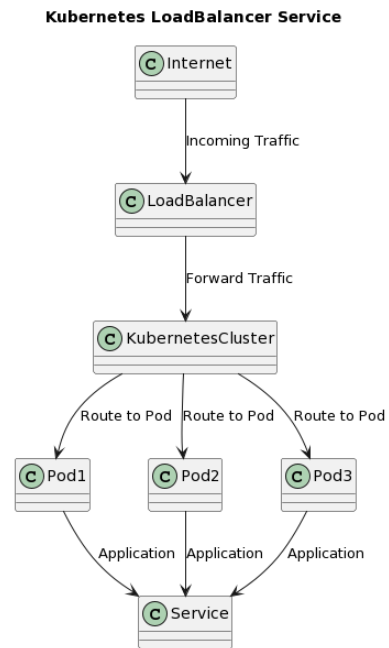 Kubernetes LoadBalancer Service
C Internet
Incoming Traffic
C LoadBalancer
Forward Traffic
C KubernetesCluster
Route to Pod Route to Pod Route to Pod
C Pod1 C Pod2 C Pod3
Application Application Application
C Service